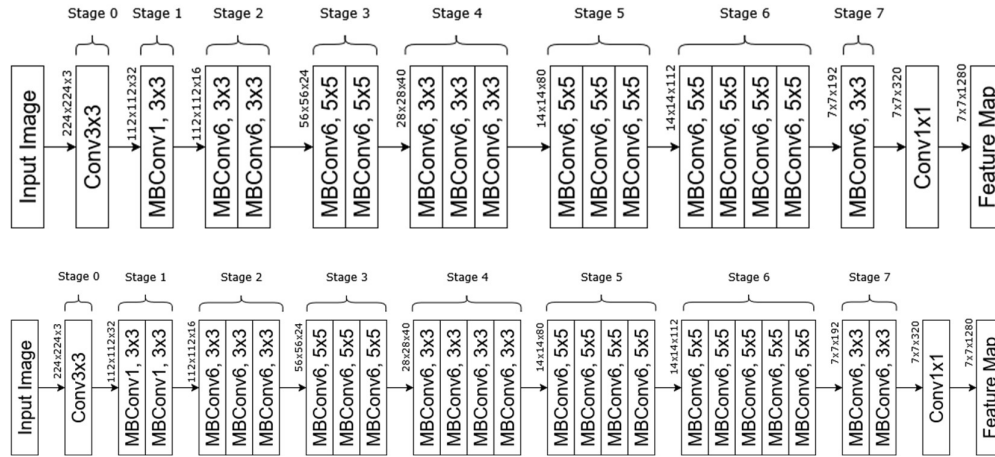 Stage 0
Stage 1
Stage 2
Stage 3
Stage 4
Stage 5
Stage 6
Stage 7
Input Image
224x224x3
Conv3x3
112x112x32
MBConv1, 3x3
112x112x16
MBConv6, 3x3
MBConv6, 3x3
56x56x24
MBConv6, 5x5
MBConv6, 5x5
28x28x40
MBConv6, 3x3
MBConv6, 3x3
MBConv6, 3x3
14x14x80
MBConv6, 5x5
MBConv6, 5x5
MBConv6, 5x5
14x14x112
MBConv6, 5x5
MBConv6, 5x5
MBConv6, 5x5
MBConv6, 5x5
7x7x192
MBConv6, 3x3
7x7x320
Conv1x1
7x7x1280
Feature Map
Stage 0
Stage 1
Stage 2
Stage 3
Stage 4
Stage 5
Stage 6
Stage 7
Input Image
224x224x3
Conv3x3
112x112x32
MBConv1, 3x3
MBConv1, 3x3
112x112x16
MBConv6, 3x3
MBConv6, 3x3
MBConv6, 3x3
56x56x24
MBConv6, 5x5
MBConv6, 5x5
MBConv6, 5x5
28x28x40
MBConv6, 3x3
MBConv6, 3x3
MBConv6, 3x3
MBConv6, 3x3
14x14x80
MBConv6, 5x5
MBConv6, 5x5
MBConv6, 5x5
MBConv6, 5x5
14x14x112
MBConv6, 5x5
MBConv6, 5x5
MBConv6, 5x5
MBConv6, 5x5
MBConv6, 5x5
7x7x192
MBConv6, 3x3
MBConv6, 3x3
7x7x320
Conv1x1
7x7x1280
Feature Map